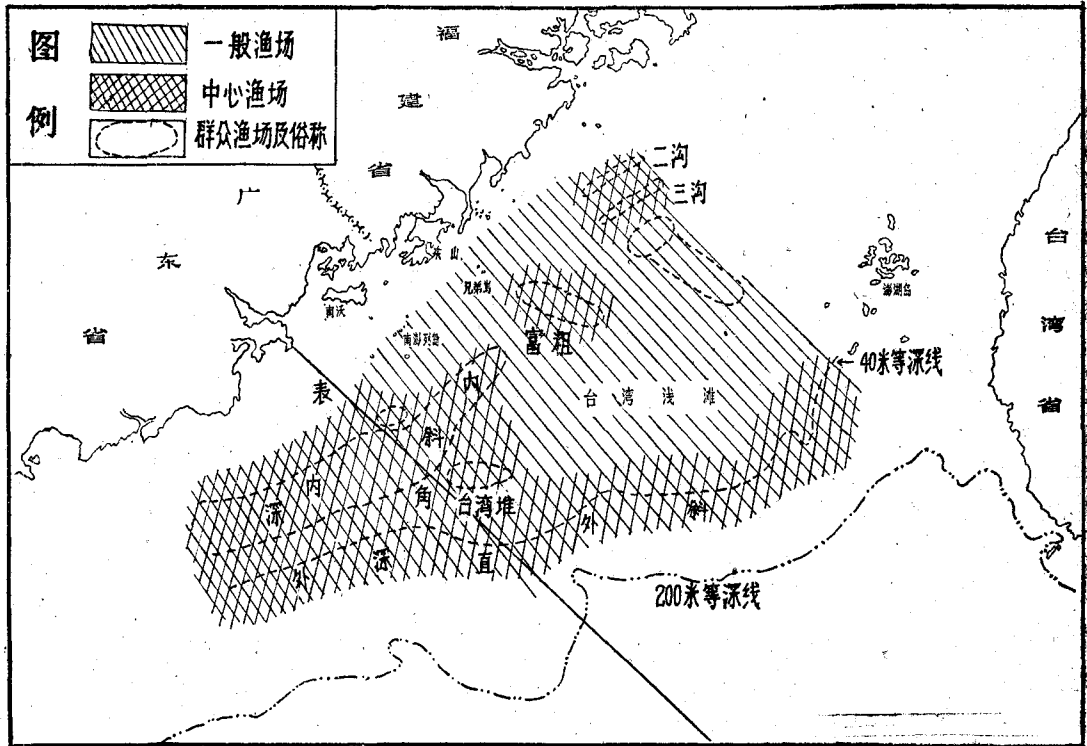 图例
一般渔场
中心渔场
群众渔场及俗称
福建省
广东省
台湾省
二沟
三沟
澎湖岛
东山
兄弟岛
南沃
南澎列岛
富粗
40米等深线
台湾浅滩
表
内斜
内
深
角
台湾堆
外斜
外
深
直
200米等深线